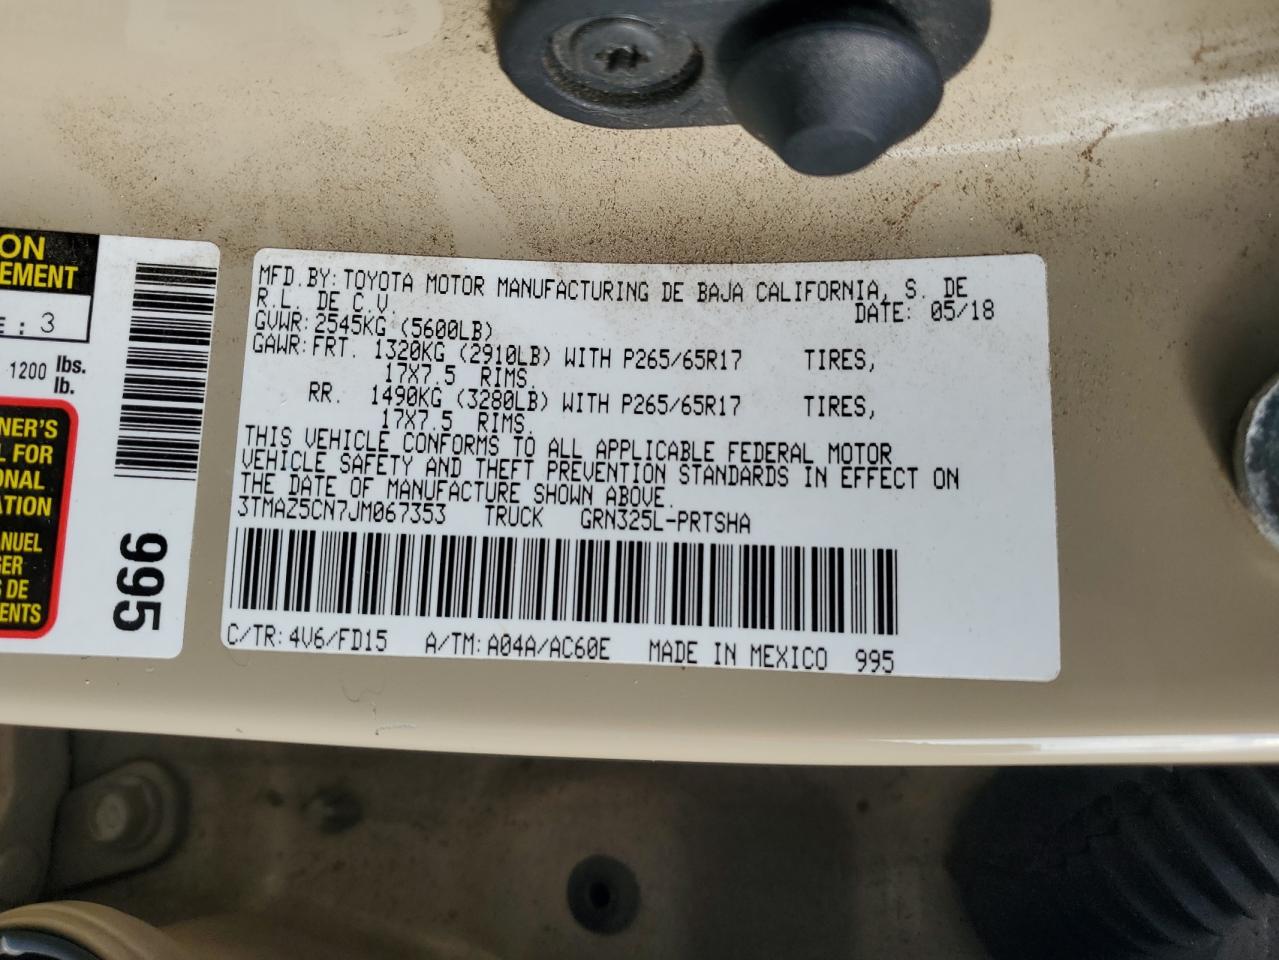 ON
EMENT
E : 3
1200 lbs.
lb.
NER'S
L FOR
ONAL
ATION
ANUEL
GER
S DE
MENTS
995
MFD.BY:TOYOTA MOTOR MANUFACTURING DE BAJA CALIFORNIA, S. DE
R.L. DE C.V.
DATE: 05/18
GVWR:2545KG (5600LB)
GAWR:FRT. 1320KG (2910LB) WITH P265/65R17 TIRES,
17X7.5 RIMS.
RR. 1490KG (3280LB) WITH P265/65R17 TIRES,
17X7.5 RIMS.
THIS VEHICLE CONFORMS TO ALL APPLICABLE FEDERAL MOTOR
VEHICLE SAFETY AND THEFT PREVENTION STANDARDS IN EFFECT ON
THE DATE OF MANUFACTURE SHOWN ABOVE.
3TMAZ5CN7JM067353 TRUCK GRN325L-PRTSHA
C/TR:4V6/FD15 A/TM:A04A/AC60E MADE IN MEXICO 995